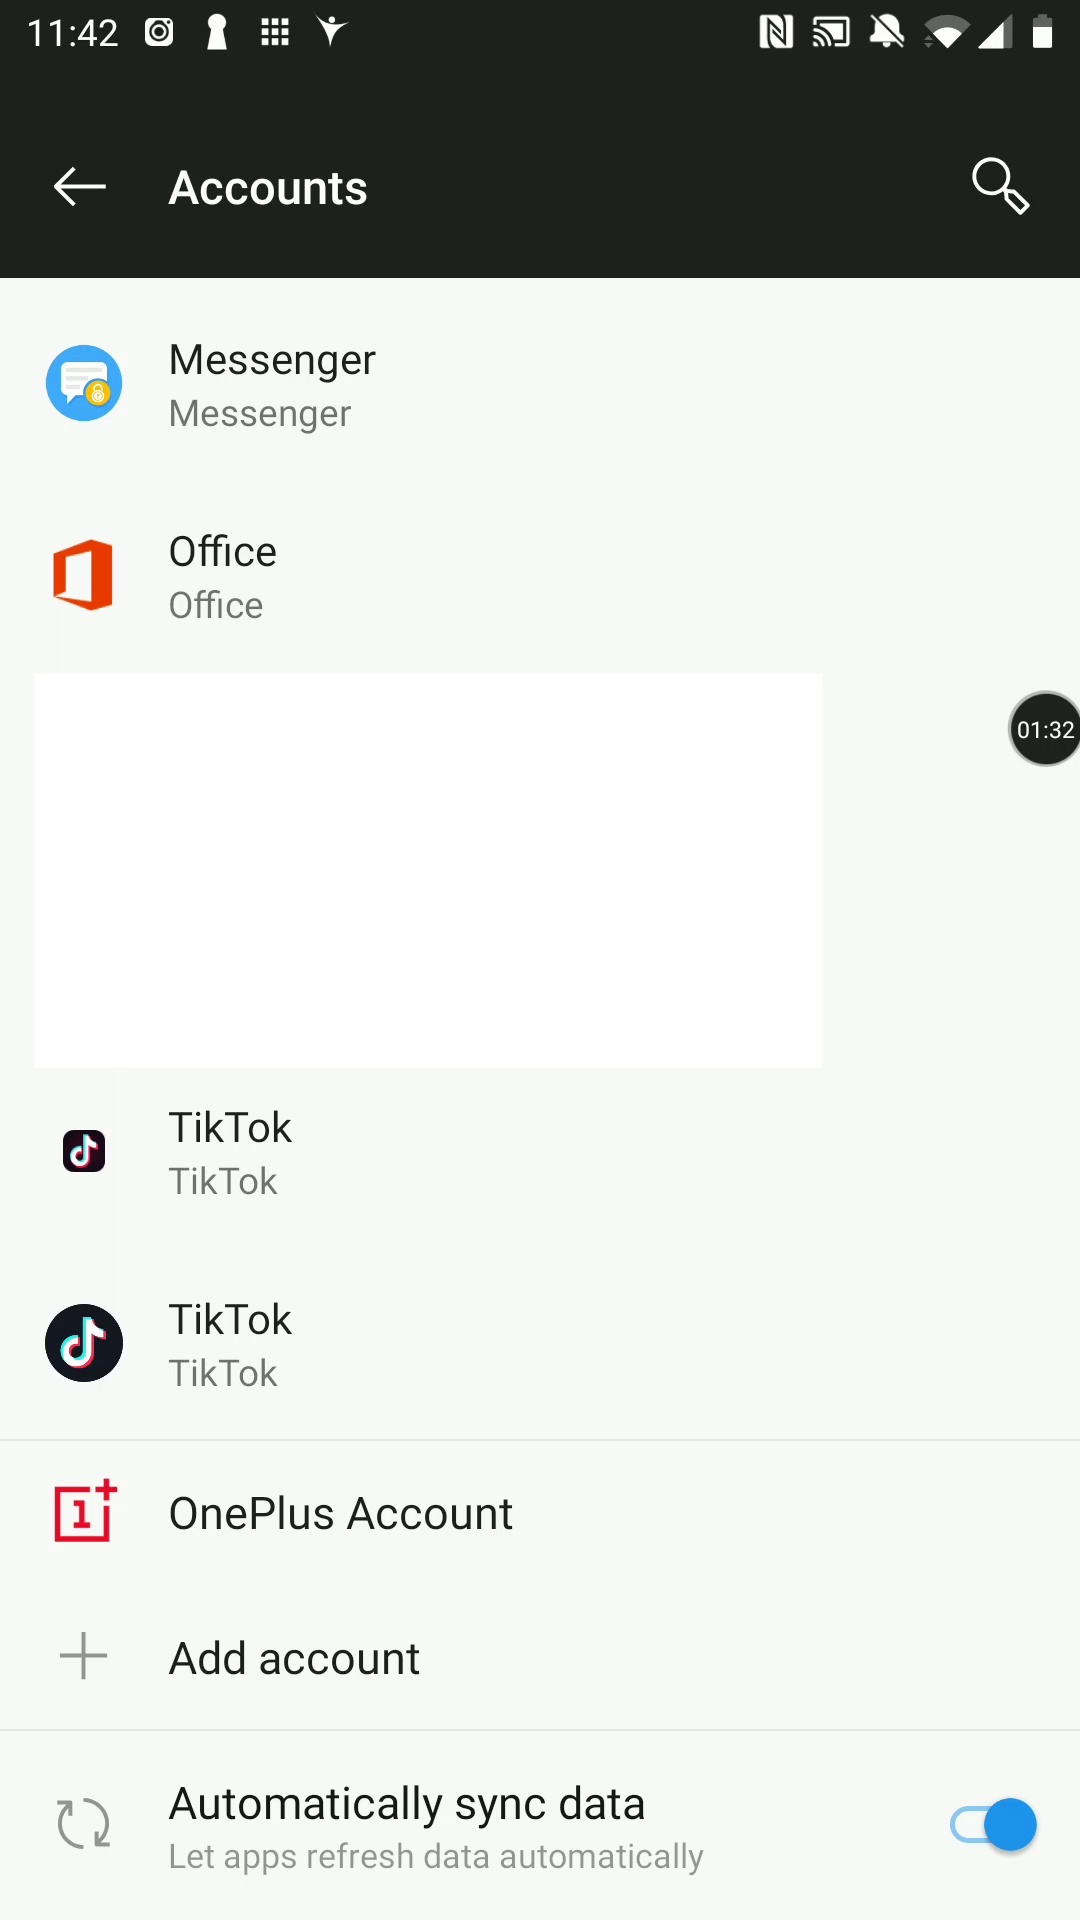 11:42
Accounts
Messenger
Messenger
Office
Office
01:32
TikTok
TikTok
TikTok
TikTok
OnePlus Account
Add account
Automatically sync data
Let apps refresh data automatically